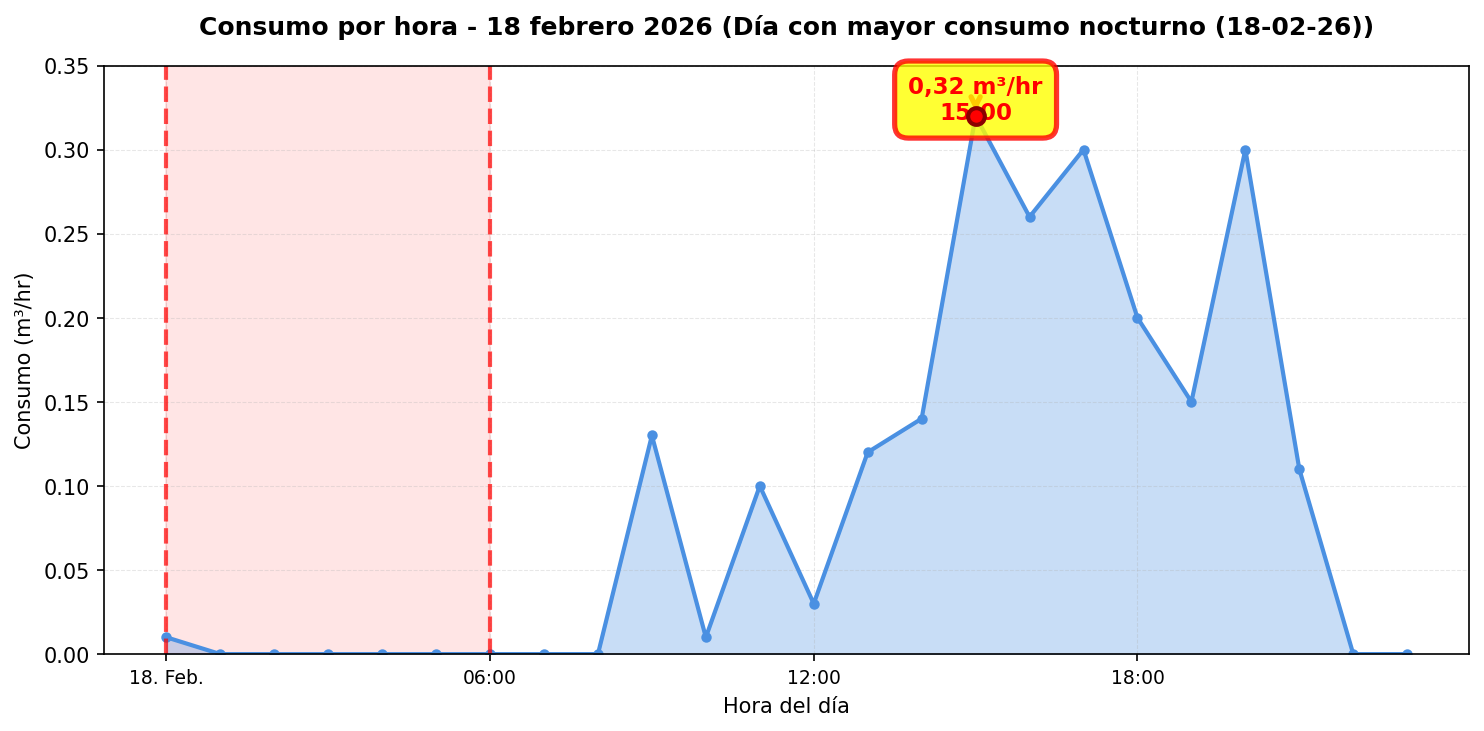 Consumo por hora - 18 febrero 2026 (Día con mayor consumo nocturno (18-02-26))
0,32 m³/hr
15:00
Consumo (m³/hr)
0.35
0.30
0.25
0.20
0.15
0.10
0.05
0.00
18. Feb.
06:00
12:00
18:00
Hora del día